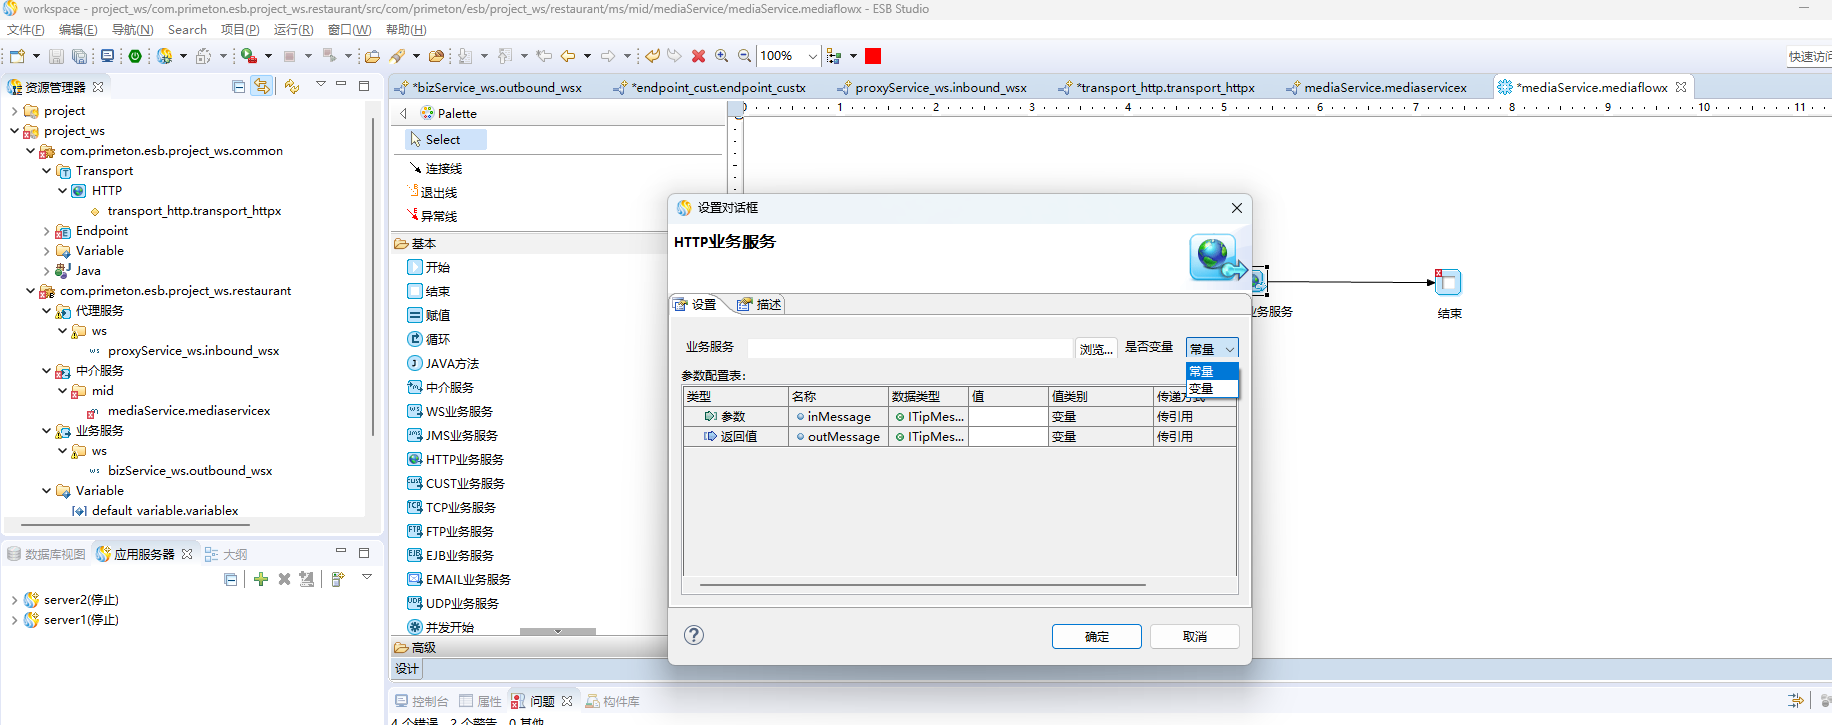 workspace - project_ws/com.primeton.esb.project_ws.restaurant/src/com/primeton/esb/project_ws/restaurant/ms/mid/mediaService/mediaService.mediaflowx - ESB Studio
文件(F) 编辑(E) 导航(N) Search 项目(P) 运行(R) 窗口(W) 帮助(H)
100%
快速访问
资源管理器
project
project_ws
com.primeton.esb.project_ws.common
Transport
HTTP
transport_http.transport_httpx
Endpoint
Variable
Java
com.primeton.esb.project_ws.restaurant
代理服务
ws
proxyService_ws.inbound_wsx
中介服务
mid
mediaService.mediaservicex
业务服务
ws
bizService_ws.outbound_wsx
Variable
default variable.variablex
数据库视图 应用服务器 大纲
server2(停止)
server1(停止)
*bizService_ws.outbound_wsx *endpoint_cust.endpoint_custx proxyService_ws.inbound_wsx *transport_http.transport_httpx mediaService.mediaservicex *mediaService.mediaflowx
Palette
Select
连接线
退出线
异常线
基本
开始
结束
赋值
循环
JAVA方法
中介服务
WS业务服务
JMS业务服务
HTTP业务服务
CUST业务服务
TCP业务服务
FTP业务服务
EJB业务服务
EMAIL业务服务
UDP业务服务
并发开始
高级
设计
0 1 2 3 4 5 6 7 8 9 10 11
业务服务
结束
设置对话框
HTTP业务服务
设置 描述
业务服务 浏览... 是否变量 常量
常量
变量
参数配置表:
类型 名称 数据类型 值 值类别 传递方式
参数 inMessage ITipMes... 变量 传引用
返回值 outMessage ITipMes... 变量 传引用
确定 取消
控制台 属性 问题 构件库
4 个错误，2 个警告，0 其他